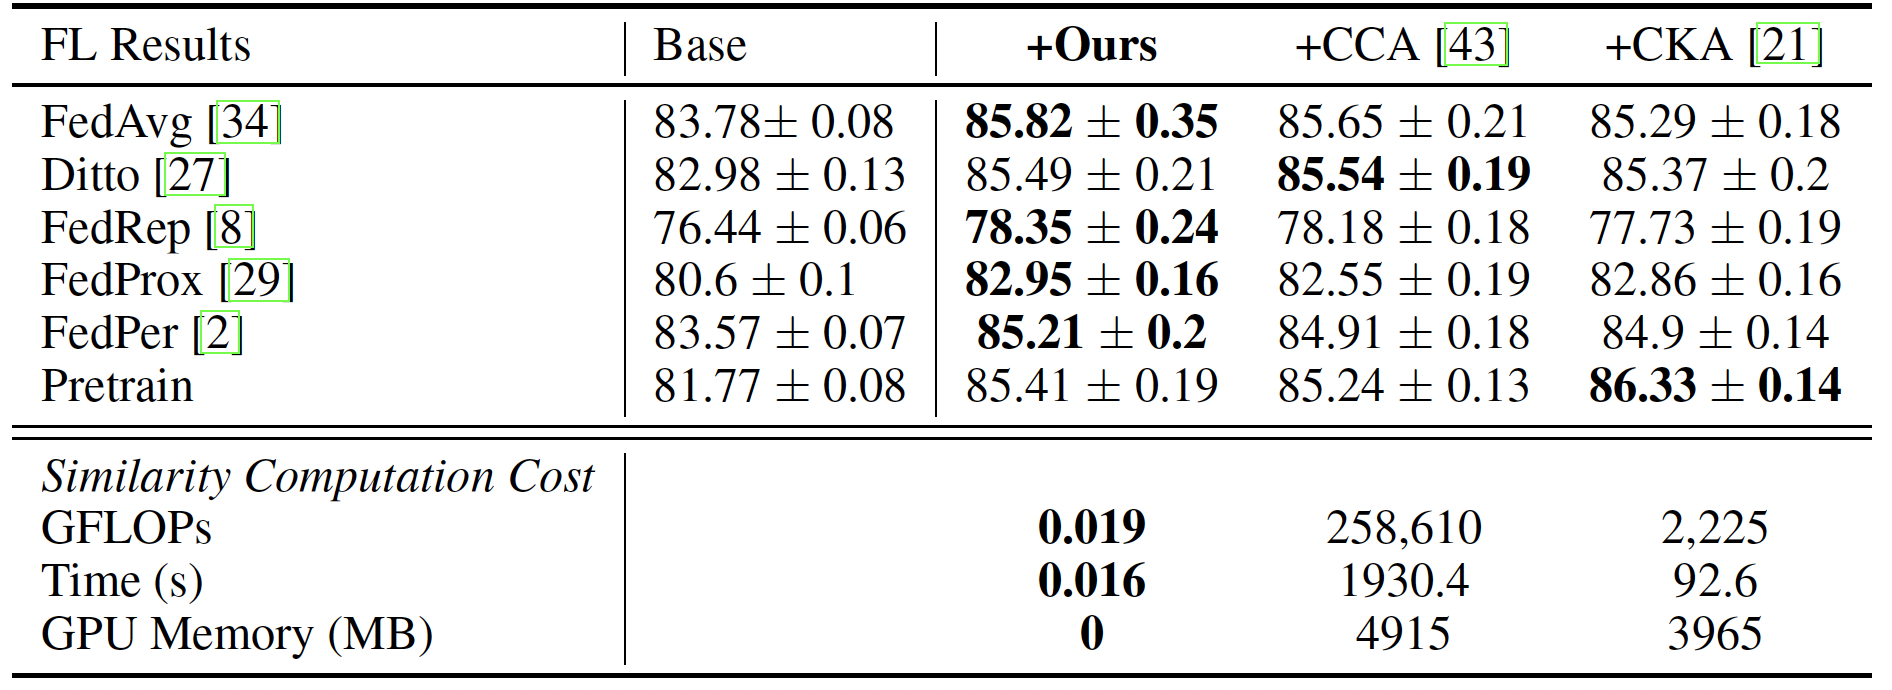 FL Results Base +Ours +CCA [43] +CKA [21]
FedAvg [34] 83.78± 0.08 85.82 ± 0.35 85.65 ± 0.21 85.29 ± 0.18
Ditto [27] 82.98 ± 0.13 85.49 ± 0.21 85.54 ± 0.19 85.37 ± 0.2
FedRep [8] 76.44 ± 0.06 78.35 ± 0.24 78.18 ± 0.18 77.73 ± 0.19
FedProx [29] 80.6 ± 0.1 82.95 ± 0.16 82.55 ± 0.19 82.86 ± 0.16
FedPer [2] 83.57 ± 0.07 85.21 ± 0.2 84.91 ± 0.18 84.9 ± 0.14
Pretrain 81.77 ± 0.08 85.41 ± 0.19 85.24 ± 0.13 86.33 ± 0.14
Similarity Computation Cost
GFLOPs 0.019 258,610 2,225
Time (s) 0.016 1930.4 92.6
GPU Memory (MB) 0 4915 3965